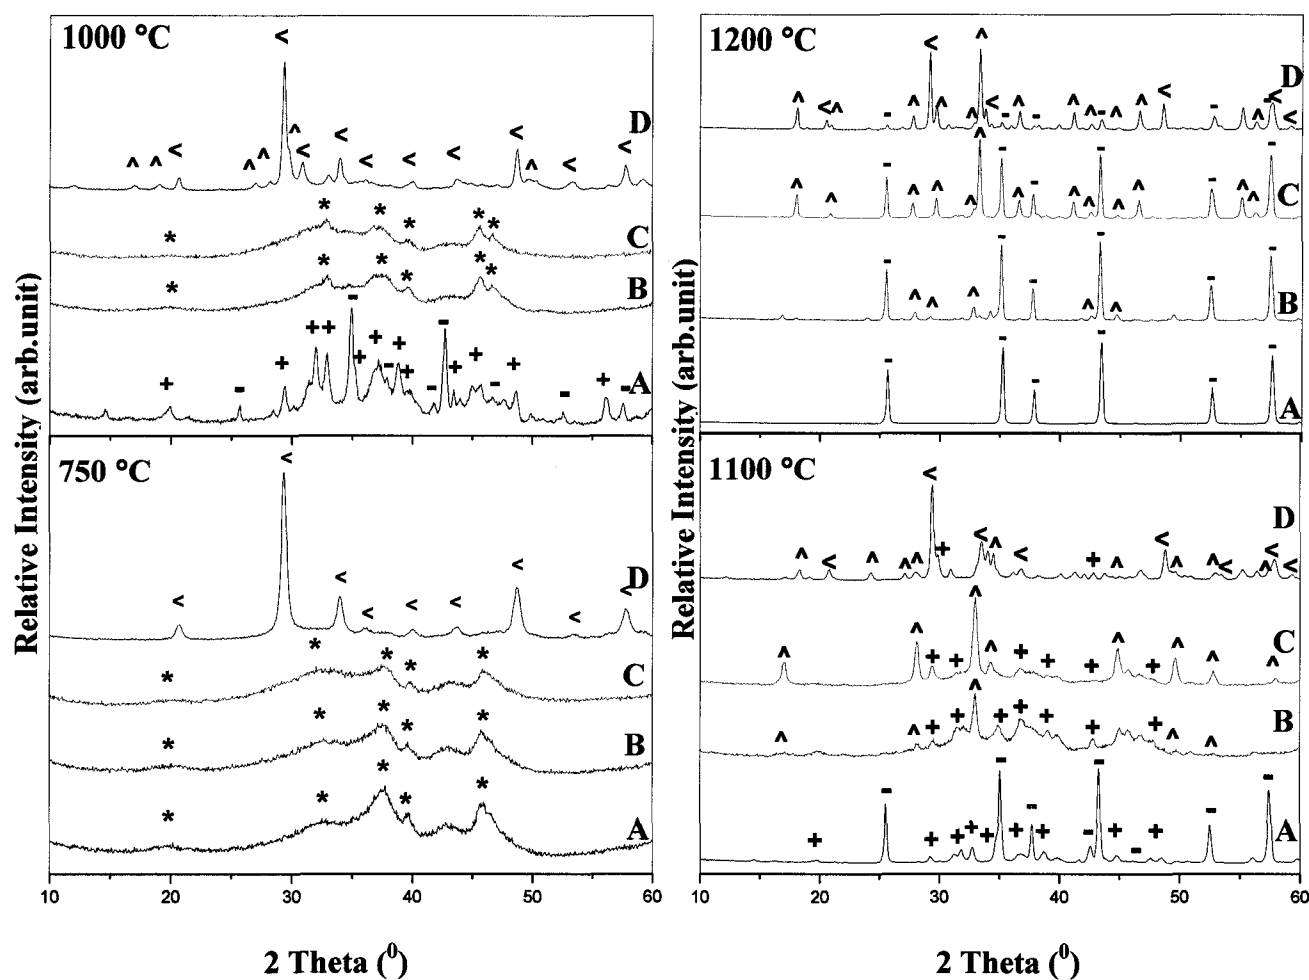 1000 °C
D
C
B
A
750 °C
D
C
B
A
10 20 30 40 50 60
2 Theta (⁰)
Relative Intensity (arb.unit)
1200 °C
D
C
B
A
1100 °C
D
C
B
A
10 20 30 40 50 60
2 Theta (⁰)
Relative Intensity (arb.unit)